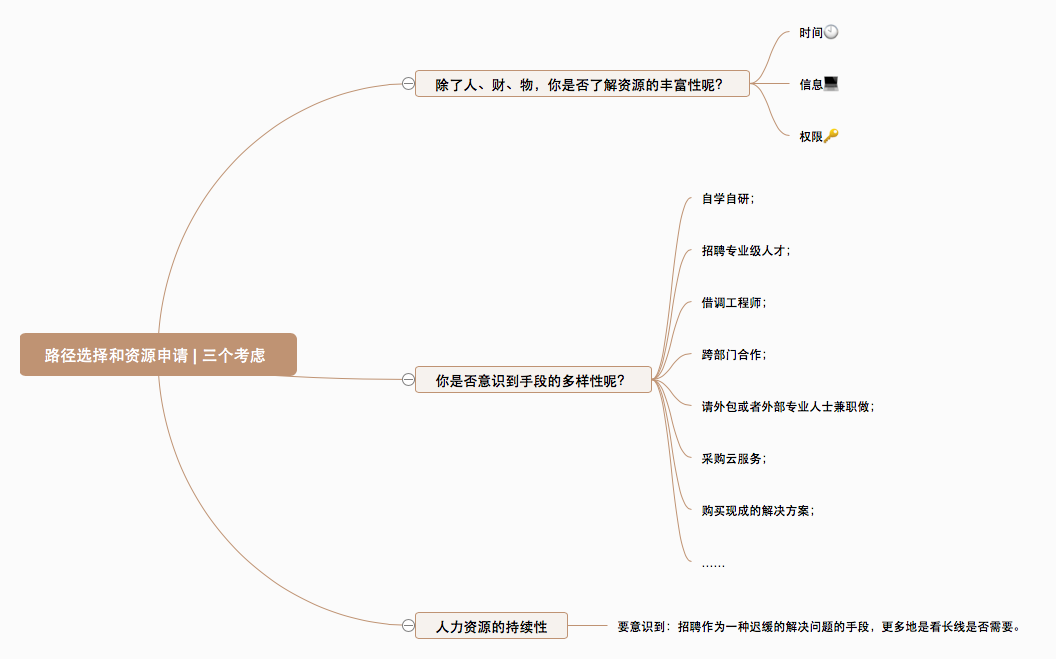 路径选择和资源申请 | 三个考虑
除了人、财、物，你是否了解资源的丰富性呢？
时间🕙
信息💻
权限🔑
你是否意识到手段的多样性呢？
自学自研；
招聘专业级人才；
借调工程师；
跨部门合作；
请外包或者外部专业人士兼职做；
采购云服务；
购买现成的解决方案；
……
人力资源的持续性
要意识到：招聘作为一种迟缓的解决问题的手段，更多地是看长线是否需要。